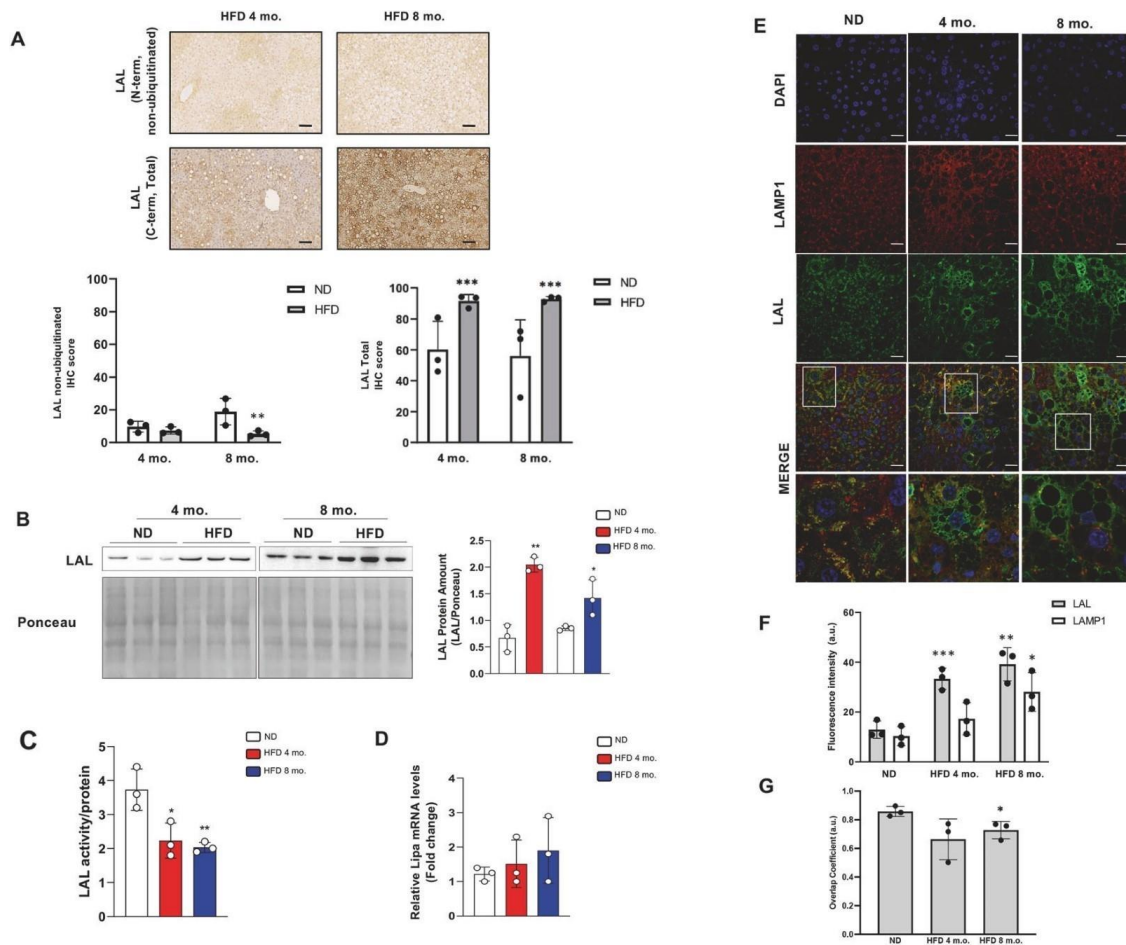 A
HFD 4 mo.
HFD 8 mo.
LAL
(N-term,
non-ubiquitinated)
LAL
(C-term, Total)
LAL non-ubiquitinated
IHC score
100
80
60
40
20
0
4 mo.
8 mo.
**
ND
HFD
LAL Total
IHC score
100
80
60
40
20
0
4 mo.
8 mo.
***
***
ND
HFD
B
4 mo.
8 mo.
ND
HFD
ND
HFD
LAL
Ponceau
LAL Protein Amount
(LAL/Ponceau)
2.5
2.0
1.5
1.0
0.5
0.0
**
*
ND
HFD 4 mo.
HFD 8 mo.
C
LAL activity/protein
5
4
3
2
1
0
*
**
ND
HFD 4 mo.
HFD 8 mo.
D
Relative Lipa mRNA levels
(Fold change)
4
3
2
1
0
ND
HFD 4 mo.
HFD 8 mo.
E
ND
4 mo.
8 mo.
DAPI
LAMP1
LAL
MERGE
F
LAL
LAMP1
Fluorescence intensity (a.u.)
60
40
20
0
***
**
*
ND
HFD 4 mo.
HFD 8 mo.
G
Overlap Coefficient (a.u.)
1.0
0.8
0.6
0.4
0.2
0.0
*
ND
HFD 4 m.o.
HFD 8 m.o.